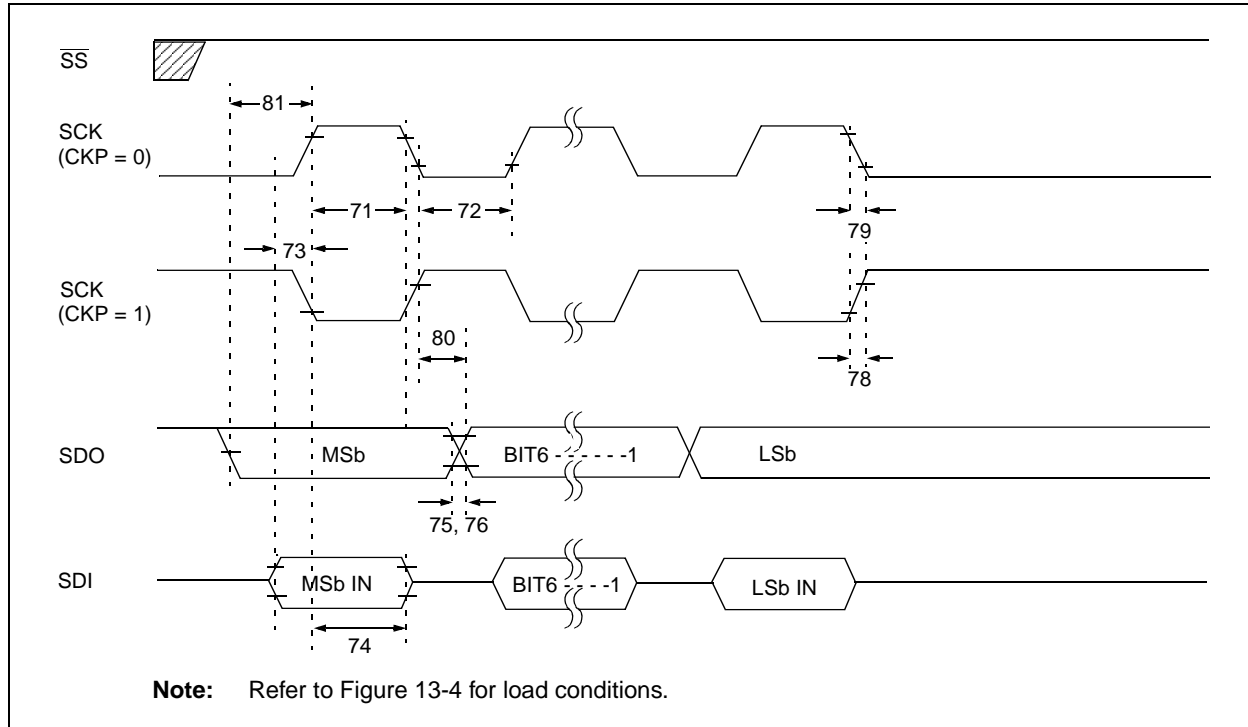 SS
81
SCK
(CKP = 0)
71
72
79
73
SCK
(CKP = 1)
80
78
SDO
MSb
BIT6 - - - - - -1
LSb
75, 76
SDI
MSb IN
BIT6 - - - -1
LSb IN
74
Note: Refer to Figure 13-4 for load conditions.